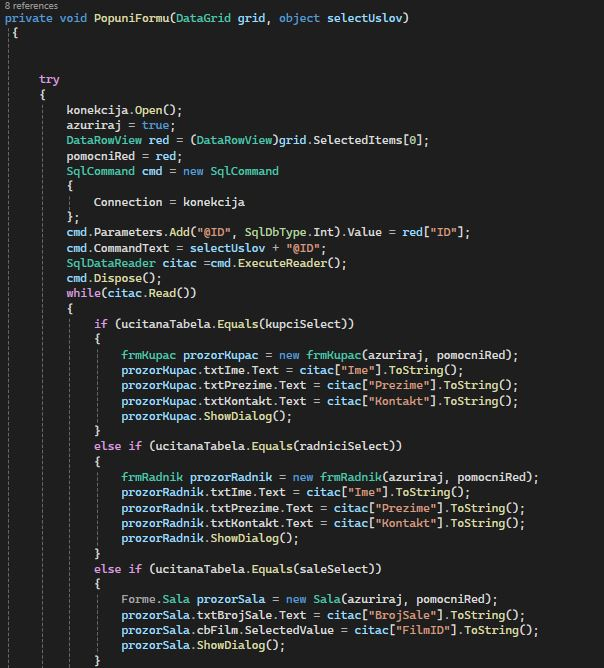 8 references
private void PopuniFormu(DataGrid grid, object selectUslov)
{
try
{
konekcija.Open();
azuriraj = true;
DataRowView red = (DataRowView)grid.SelectedItems[0];
pomocniRed = red;
SqlCommand cmd = new SqlCommand
{
Connection = konekcija
};
cmd.Parameters.Add("@ID", SqlDbType.Int).Value = red["ID"];
cmd.CommandText = selectUslov + "@ID";
SqlDataReader citac =cmd.ExecuteReader();
cmd.Dispose();
while(citac.Read())
{
if (ucitanaTabela.Equals(kupciSelect))
{
frmKupac prozorKupac = new frmKupac(azuriraj, pomocniRed);
prozorKupac.txtIme.Text = citac["Ime"].ToString();
prozorKupac.txtPrezime.Text = citac["Prezime"].ToString();
prozorKupac.txtKontakt.Text = citac["Kontakt"].ToString();
prozorKupac.ShowDialog();
}
else if (ucitanaTabela.Equals(radniciSelect))
{
frmRadnik prozorRadnik = new frmRadnik(azuriraj, pomocniRed);
prozorRadnik.txtIme.Text = citac["Ime"].ToString();
prozorRadnik.txtPrezime.Text = citac["Prezime"].ToString();
prozorRadnik.txtKontakt.Text = citac["Kontakt"].ToString();
prozorRadnik.ShowDialog();
}
else if (ucitanaTabela.Equals(saleSelect))
{
Forme.Sala prozorSala = new Sala(azuriraj, pomocniRed);
prozorSala.txtBrojSale.Text = citac["BrojSale"].ToString();
prozorSala.cbFilm.SelectedValue = citac["FilmID"].ToString();
prozorSala.ShowDialog();
}